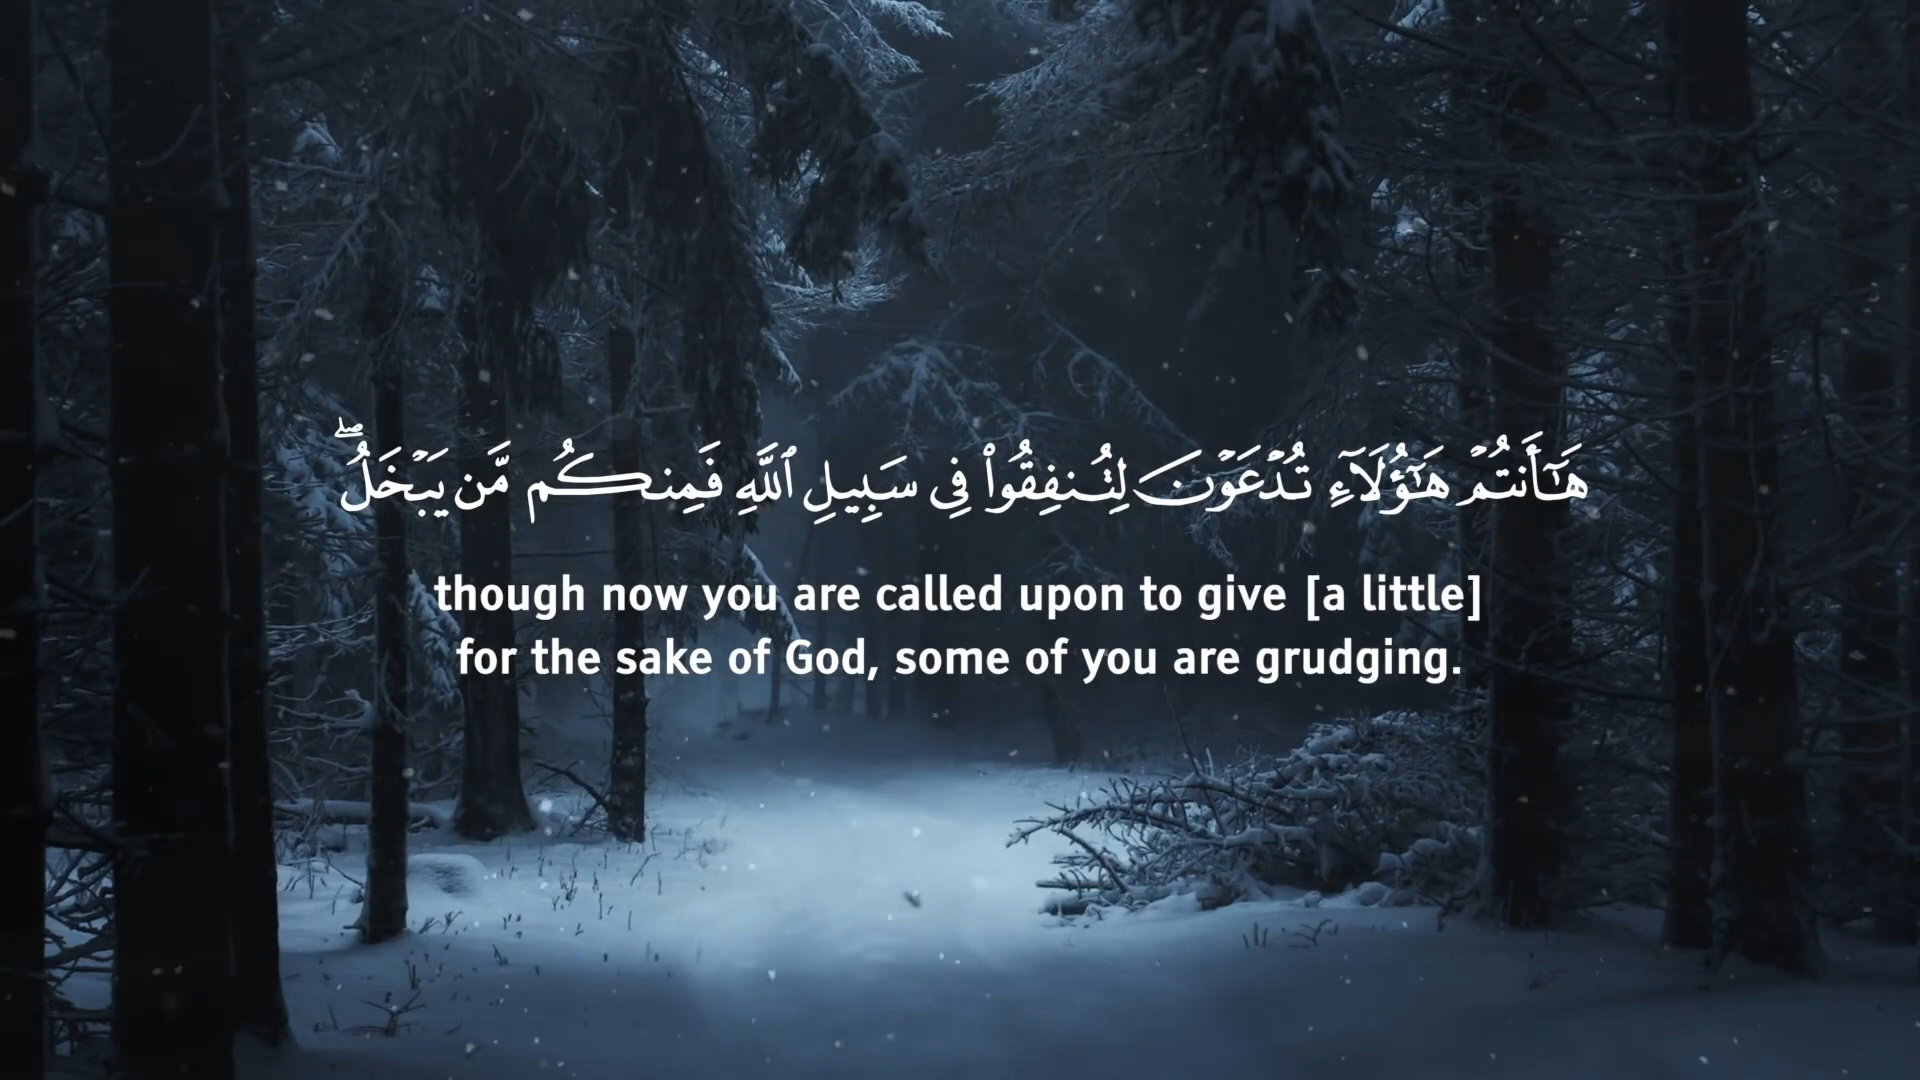 هَـٰٓأَنتُمْ هَـٰٓؤُلَآءِ تُدْعَوْنَ لِتُنفِقُوا۟ فِى سَبِيلِ ٱللَّهِ فَمِنكُم مَّن يَبْخَلُ ۖ
though now you are called upon to give [a little]
for the sake of God, some of you are grudging.